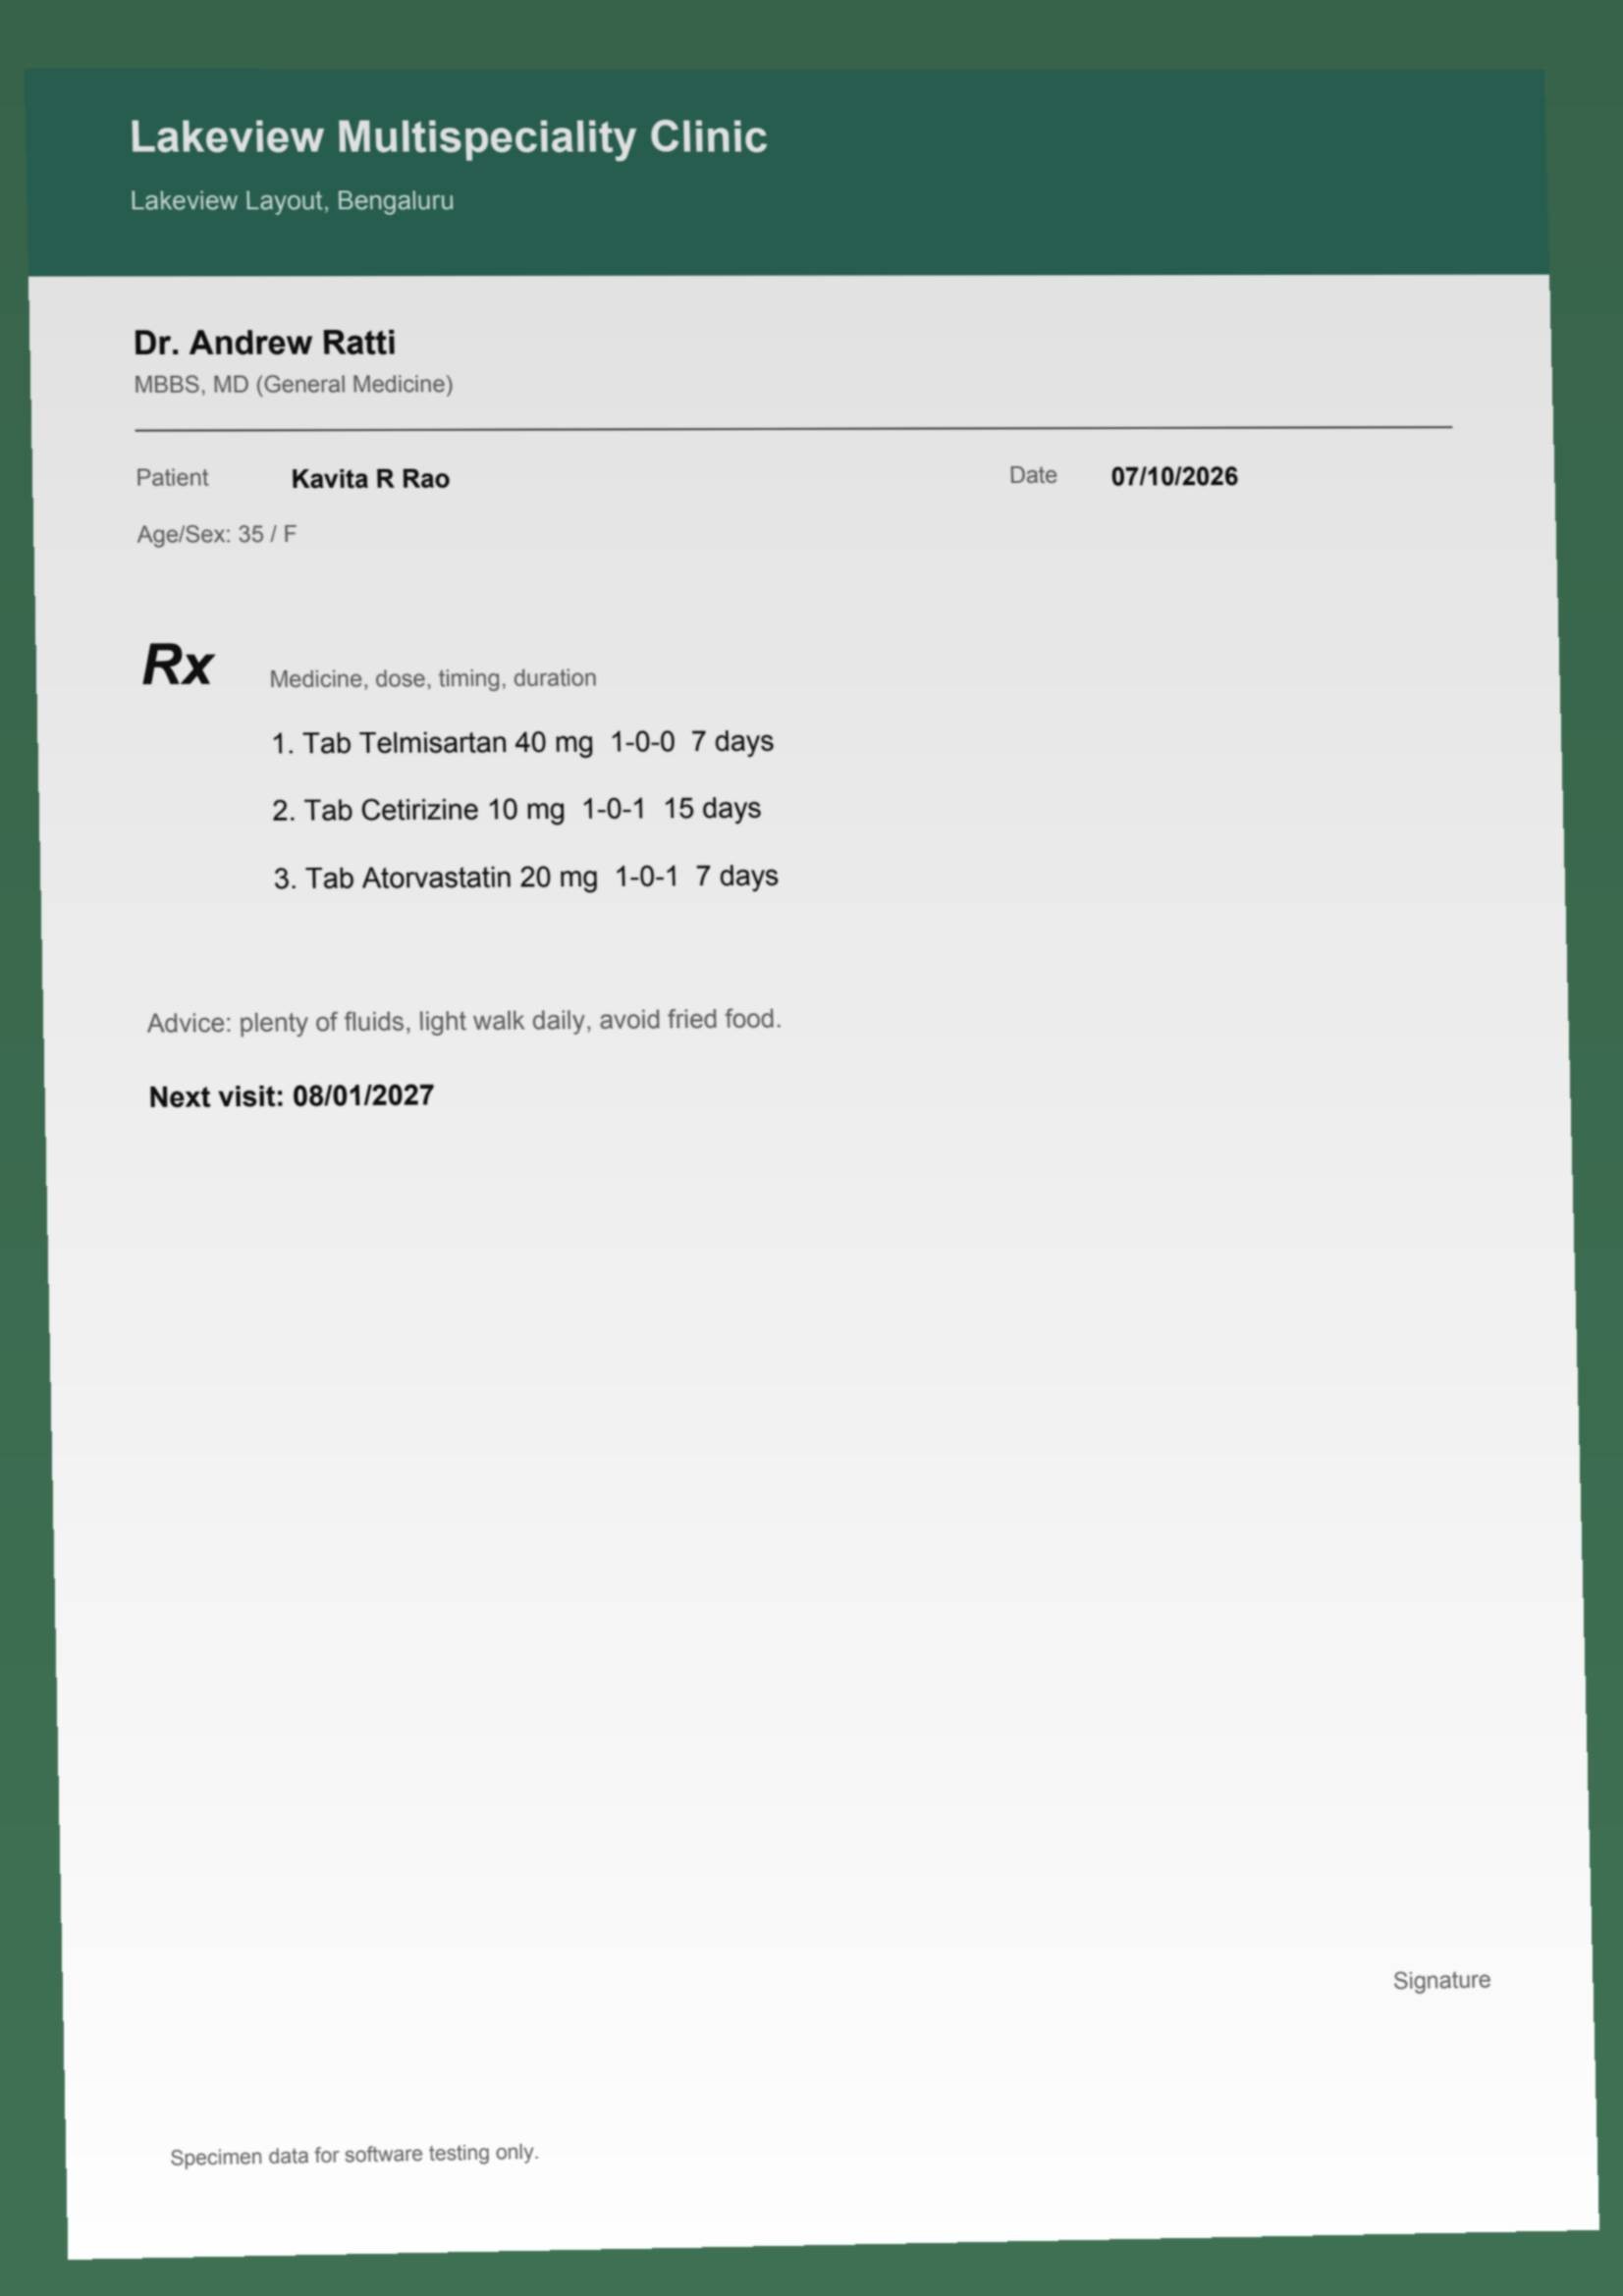 Lakeview Multispeciality Clinic
Lakeview Layout, Bengaluru
Dr. Andrew Ratti
MBBS, MD (General Medicine)
Patient Kavita R Rao Date 07/10/2026
Age/Sex: 35 / F
Rx Medicine, dose, timing, duration
1. Tab Telmisartan 40 mg 1-0-0 7 days
2. Tab Cetirizine 10 mg 1-0-1 15 days
3. Tab Atorvastatin 20 mg 1-0-1 7 days
Advice: plenty of fluids, light walk daily, avoid fried food.
Next visit: 08/01/2027
Signature
Specimen data for software testing only.